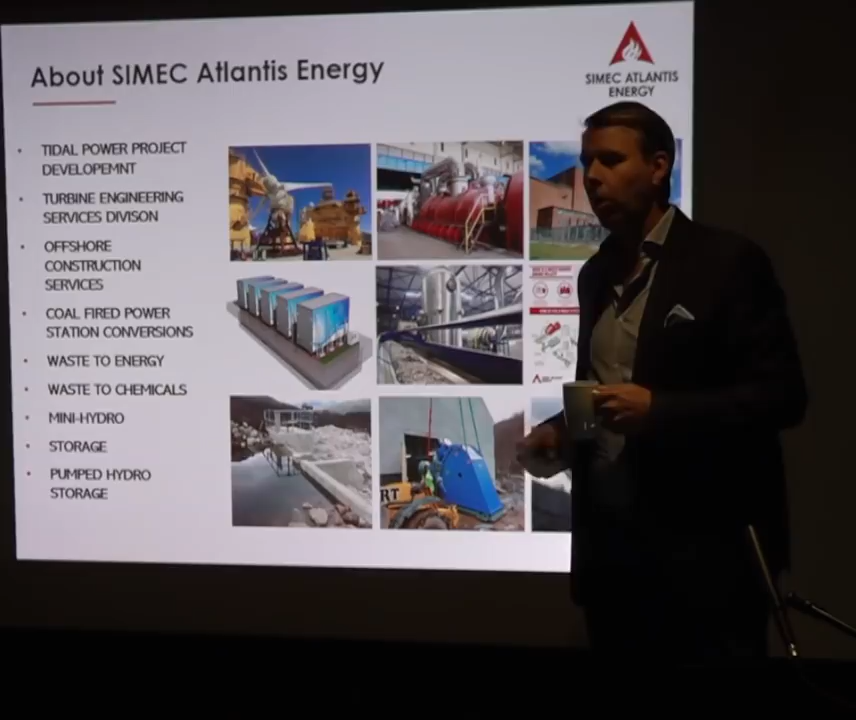 About SIMEC Atlantis Energy
SIMEC ATLANTIS
ENERGY
TIDAL POWER PROJECT
DEVELOPEMNT
TURBINE ENGINEERING
SERVICES DIVISON
OFFSHORE
CONSTRUCTION
SERVICES
COAL FIRED POWER
STATION CONVERSIONS
WASTE TO ENERGY
WASTE TO CHEMICALS
MINI-HYDRO
STORAGE
PUMPED HYDRO
STORAGE
RT